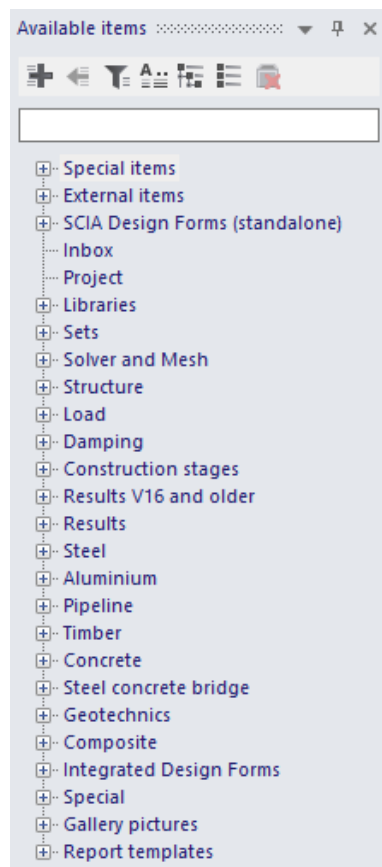 Available items
Special items
External items
SCIA Design Forms (standalone)
Inbox
Project
Libraries
Sets
Solver and Mesh
Structure
Load
Damping
Construction stages
Results V16 and older
Results
Steel
Aluminium
Pipeline
Timber
Concrete
Steel concrete bridge
Geotechnics
Composite
Integrated Design Forms
Special
Gallery pictures
Report templates